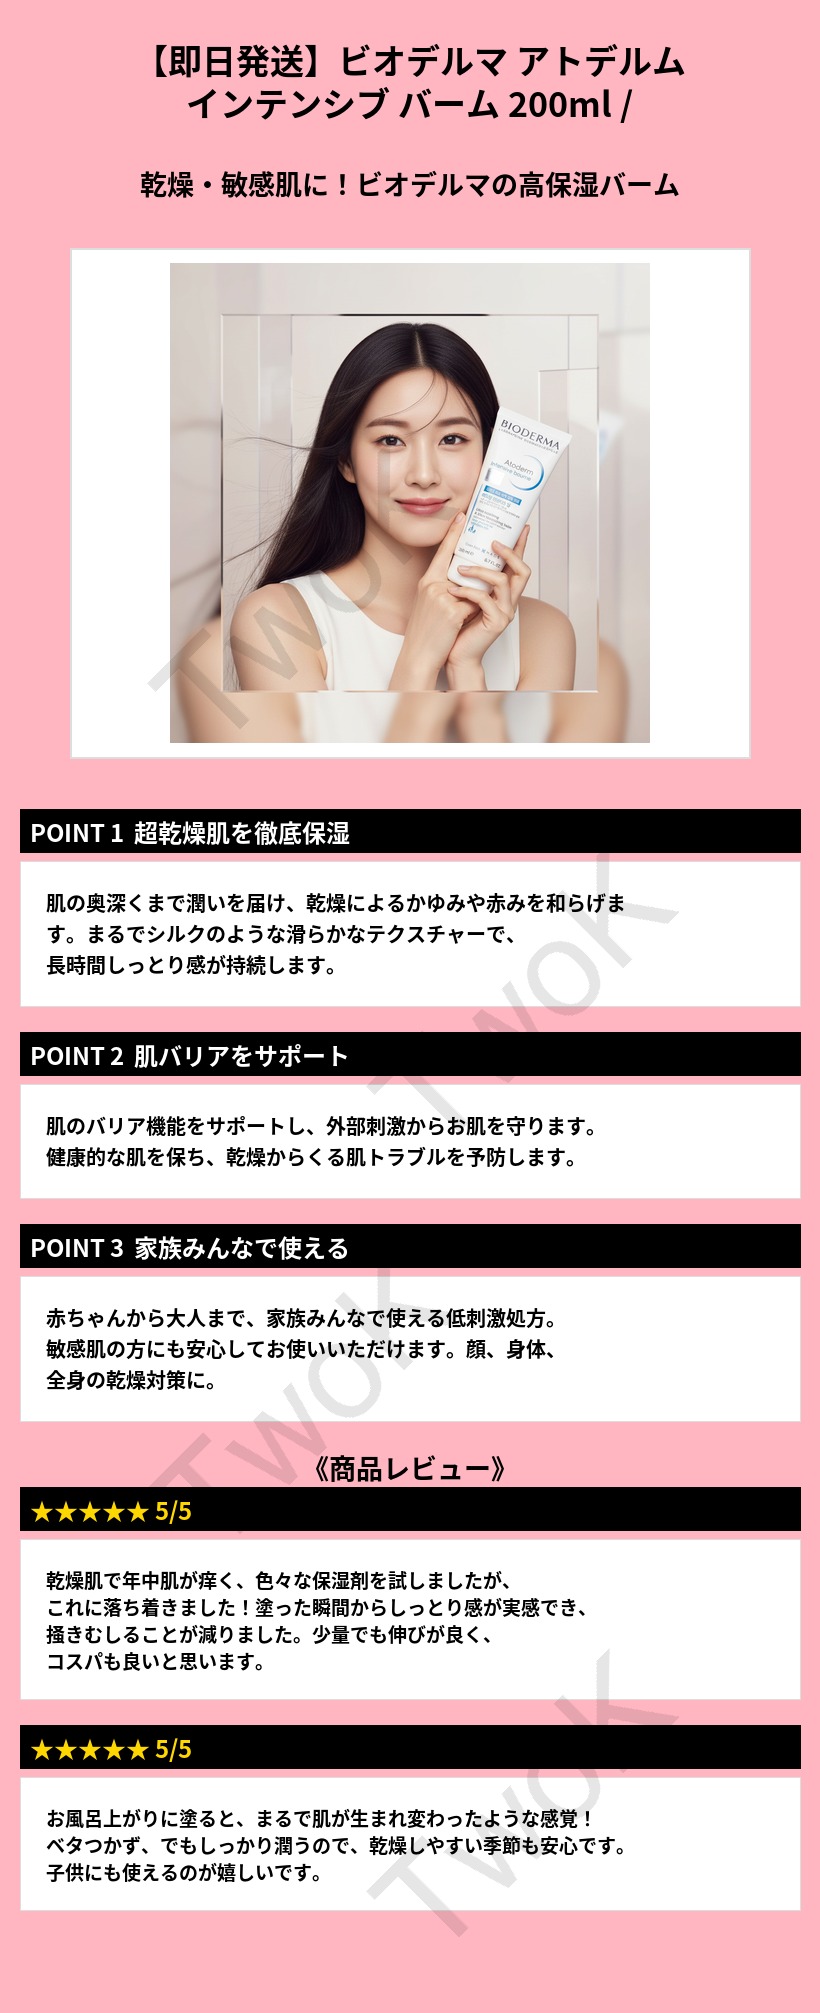 【即日発送】ビオデルマ アトデルム
インテンシブ バーム 200ml /
乾燥・敏感肌に！ビオデルマの高保湿バーム
BIODERMA
Atoderm
Intensive baume
TwoK
POINT 1 超乾燥肌を徹底保湿
肌の奥深くまで潤いを届け、乾燥によるかゆみや赤みを和らげま
す。まるでシルクのような滑らかなテクスチャーで、
長時間しっとり感が持続します。
TwoK
POINT 2 肌バリアをサポート
肌のバリア機能をサポートし、外部刺激からお肌を守ります。
健康的な肌を保ち、乾燥からくる肌トラブルを予防します。
POINT 3 家族みんなで使える
赤ちゃんから大人まで、家族みんなで使える低刺激処方。
敏感肌の方にも安心してお使いいただけます。顔、身体、
全身の乾燥対策に。
TwoK
《商品レビュー》
★★★★★ 5/5
乾燥肌で年中肌が痒く、色々な保湿剤を試しましたが、
これに落ち着きました！塗った瞬間からしっとり感が実感でき、
掻きむしることが減りました。少量でも伸びが良く、
コスパも良いと思います。
★★★★★ 5/5
お風呂上がりに塗ると、まるで肌が生まれ変わったような感覚！
ベタつかず、でもしっかり潤うので、乾燥しやすい季節も安心です。
子供にも使えるのが嬉しいです。
TwoK